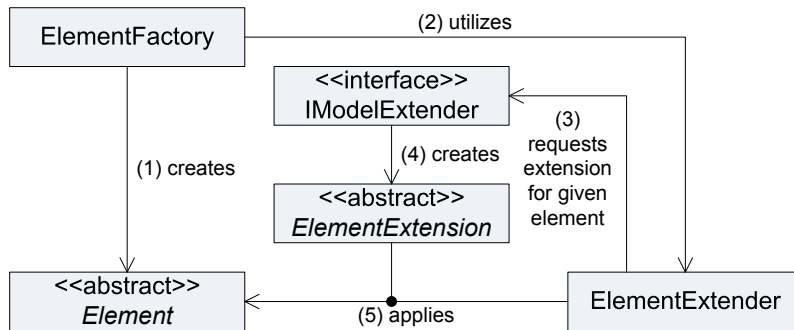 (2) utilizes
ElementFactory
<<interface>>
IModelExtender
(3)
requests
extension
for given
element
(4) creates
(1) creates
<<abstract>>
ElementExtension
<<abstract>>
Element
(5) applies
ElementExtender